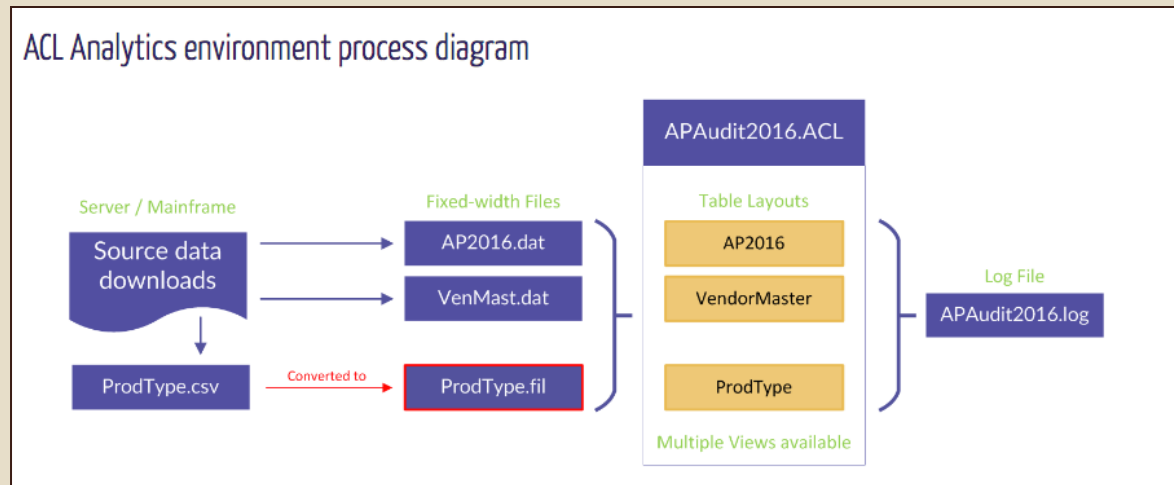 ACL Analytics environment process diagram
Server / Mainframe
Source data
downloads
ProdType.csv
Converted to
Fixed-width Files
AP2016.dat
VenMast.dat
ProdType.fil
APAudit2016.ACL
Table Layouts
AP2016
VendorMaster
ProdType
Multiple Views available
Log File
APAudit2016.log